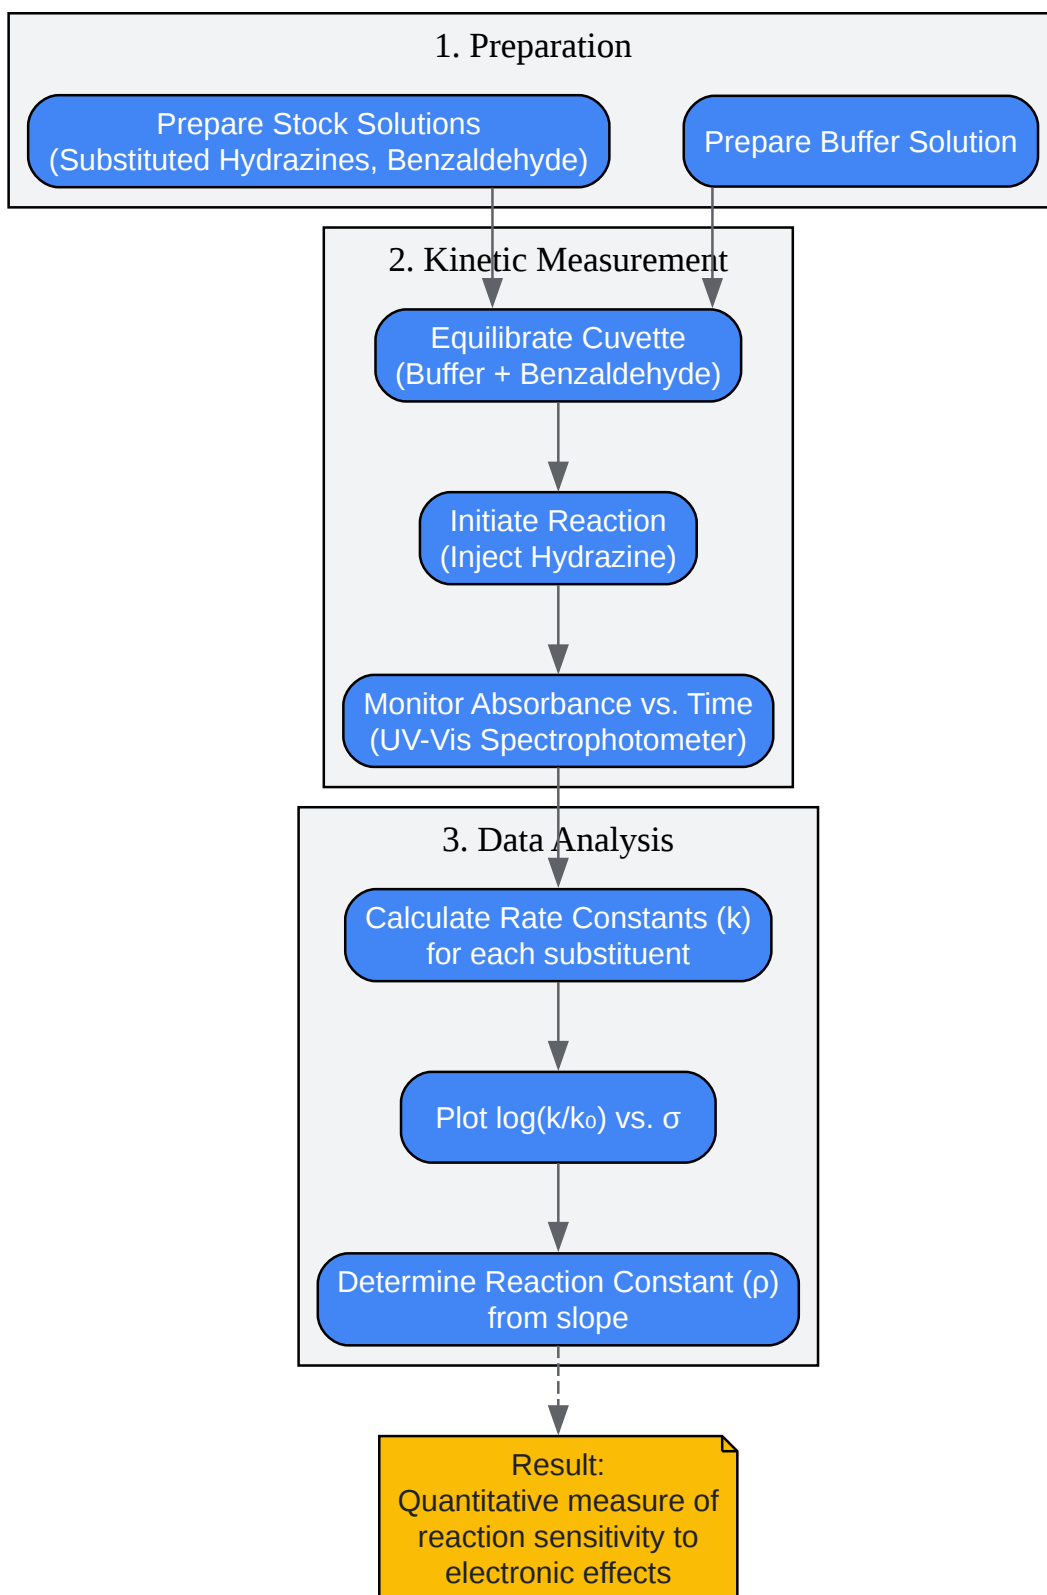 1. Preparation
Prepare Stock Solutions
(Substituted Hydrazines, Benzaldehyde)
Prepare Buffer Solution
2. Kinetic Measurement
Equilibrate Cuvette
(Buffer + Benzaldehyde)
Initiate Reaction
(Inject Hydrazine)
Monitor Absorbance vs. Time
(UV-Vis Spectrophotometer)
3. Data Analysis
Calculate Rate Constants (k)
for each substituent
Plot log(k/k₀) vs. σ
Determine Reaction Constant (ρ)
from slope
Result:
Quantitative measure of
reaction sensitivity to
electronic effects